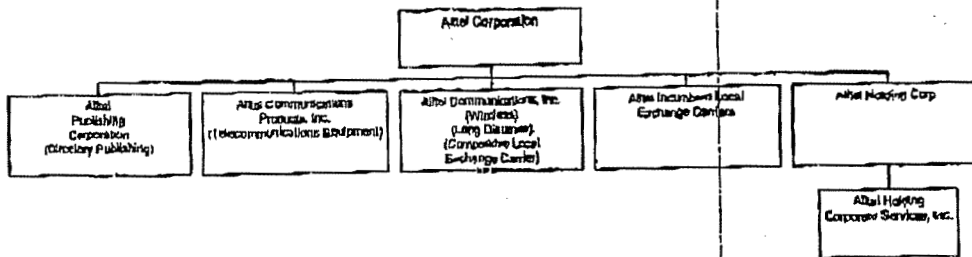 Alltel Corporation
Alltel
Publishing
Corporation
(Directory Publishing)
Alltel Communications
Products, Inc.
(Telecommunications Equipment)
Alltel Communications, Inc.
(Wireless)
(Long Distance)
(Competitive Local
Exchange Carrier)
Alltel Incumbent Local
Exchange Carriers
Alltel Holding Corp
Alltel Holding
Corporate Services, Inc.